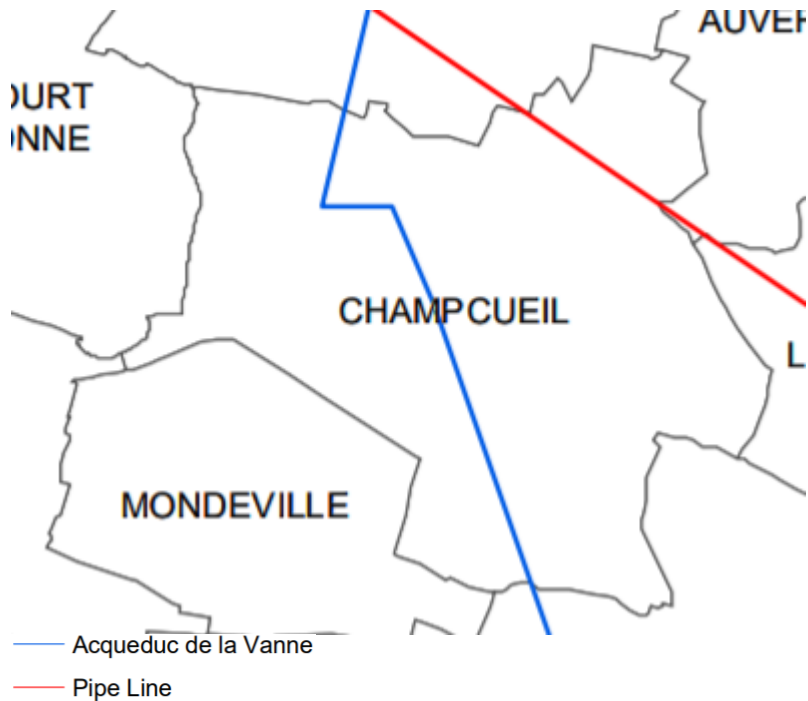 AUVER
OURT
ONNE
CHAMPCUEIL
L
MONDEVILLE
Acqueduc de la Vanne
Pipe Line